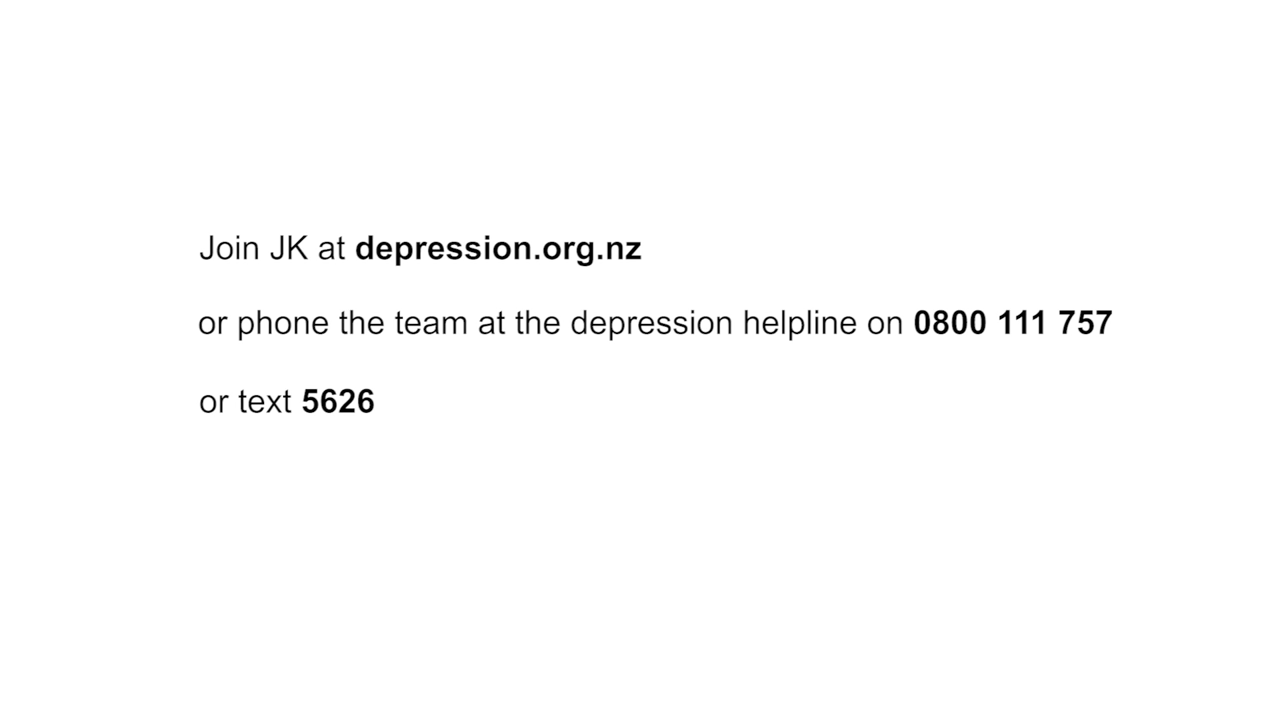 Join JK at depression.org.nz
or phone the team at the depression helpline on 0800 111 757
or text 5626